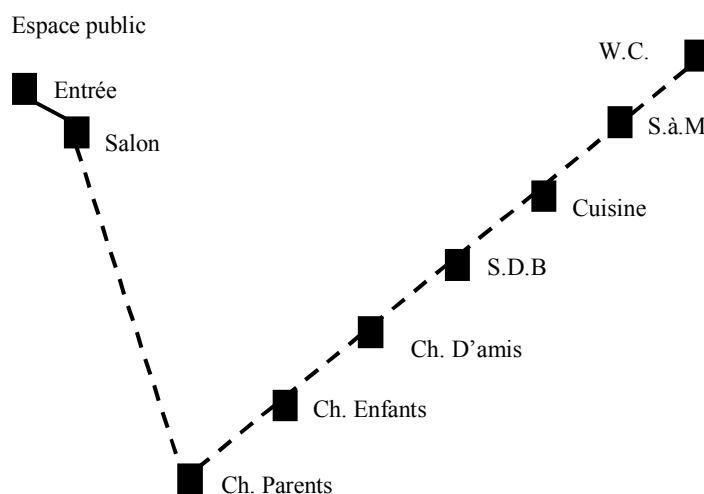 Espace public
W.C.
Entrée
S.à.M
Salon
Cuisine
S.D.B
Ch. D’amis
Ch. Enfants
Ch. Parents